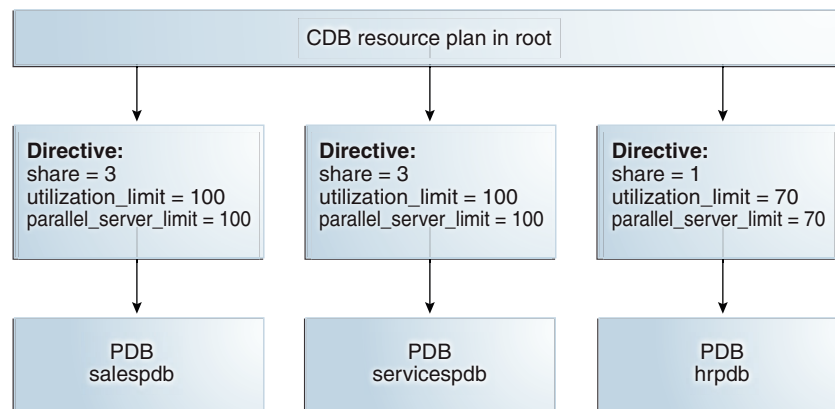 CDB resource plan in root
Directive:
share = 3
utilization_limit = 100
parallel_server_limit = 100
Directive:
share = 3
utilization_limit = 100
parallel_server_limit = 100
Directive:
share = 1
utilization_limit = 70
parallel_server_limit = 70
PDB
salespdb
PDB
servicespdb
PDB
hrpdb